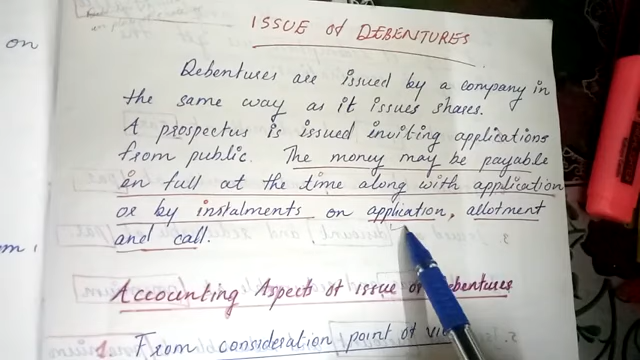 ISSUE of DEBENTURES
on
Debentures are issued by a company in
the same way as it issues shares.
A prospectus is issued inviting applications
from public. The money may be payable
in full at the time along with application
or by instalments on application, allotment
and call.
Accounting Aspects of issue of Debentures
1. From consideration point of